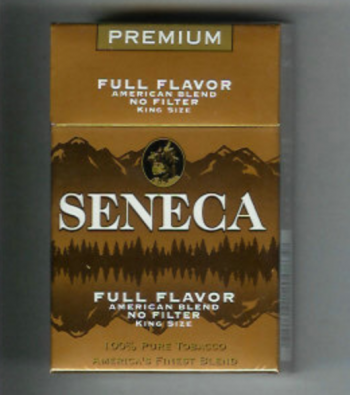 PREMIUM
FULL FLAVOR
AMERICAN BLEND
NO FILTER
KING SIZE
SENECA
FULL FLAVOR
AMERICAN BLEND
NO FILTER
KING SIZE
100% PURE TOBACCO
AMERICA'S FINEST BLEND